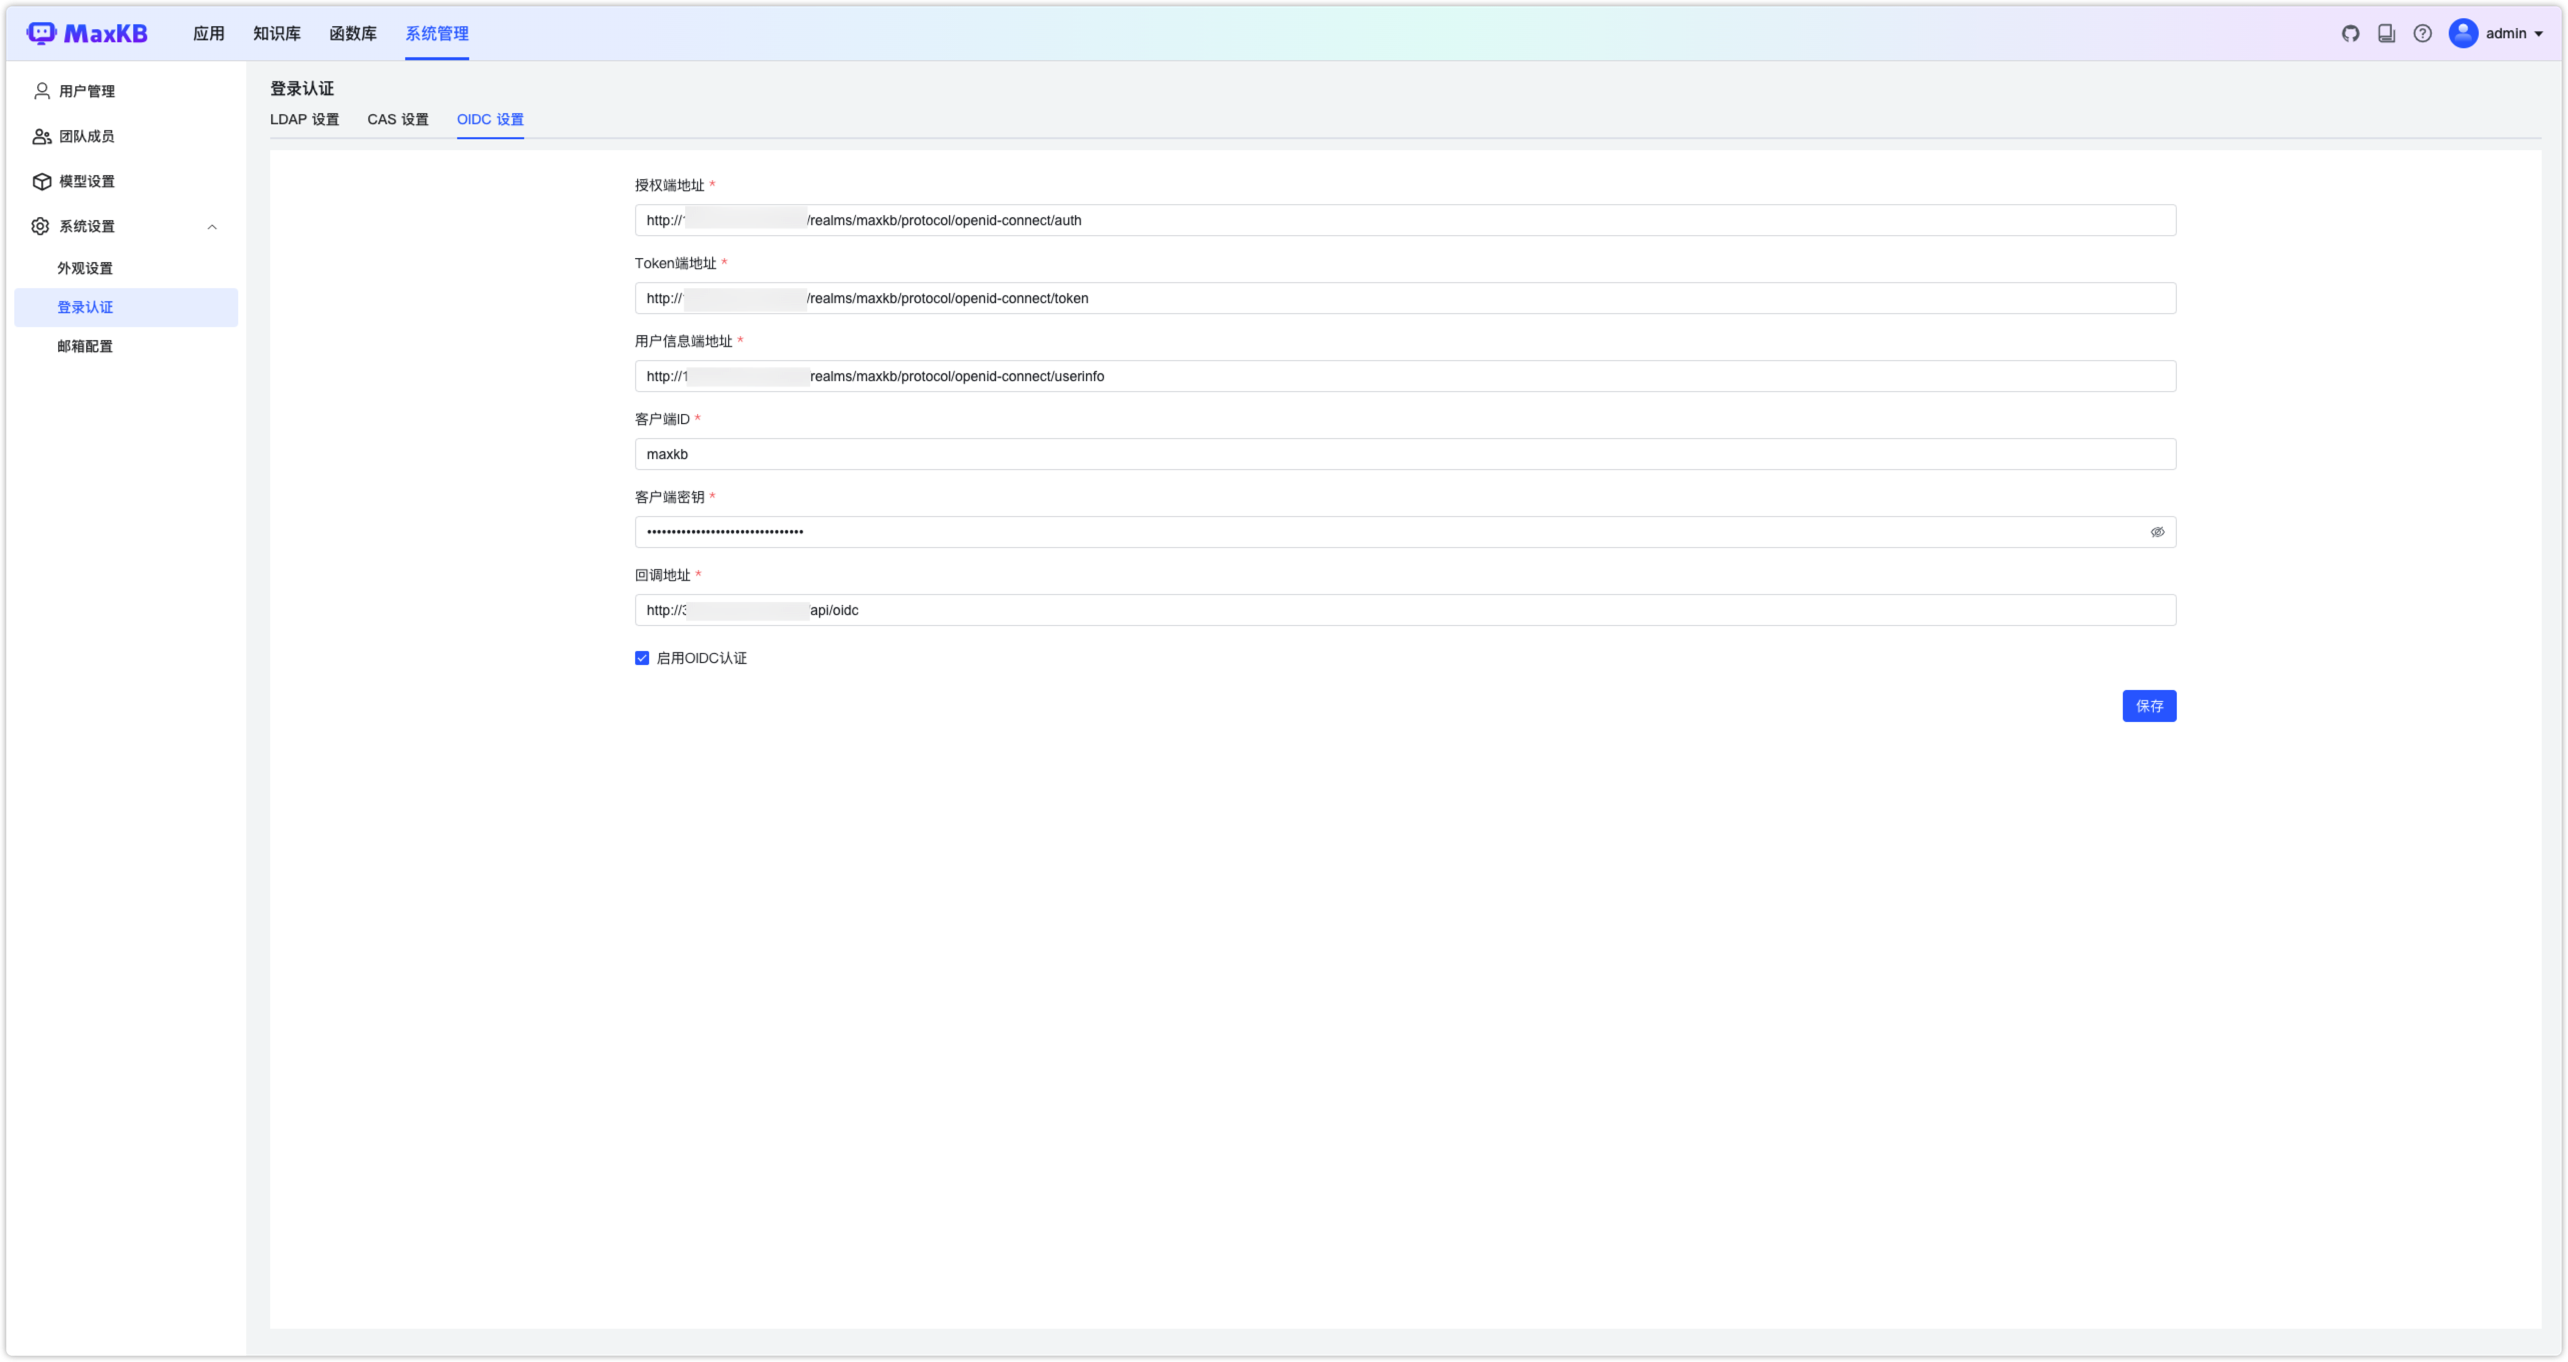 MaxKB 应用 知识库 函数库 系统管理 admin
用户管理
团队成员
模型设置
系统设置
外观设置
登录认证
邮箱配置
登录认证
LDAP 设置 CAS 设置 OIDC 设置
授权端地址 *
http:// /realms/maxkb/protocol/openid-connect/auth
Token端地址 *
http:// /realms/maxkb/protocol/openid-connect/token
用户信息端地址 *
http://1 realms/maxkb/protocol/openid-connect/userinfo
客户端ID *
maxkb
客户端密钥 *
••••••••••••••••••••••••••••••••
回调地址 *
http:// api/oidc
启用OIDC认证
保存